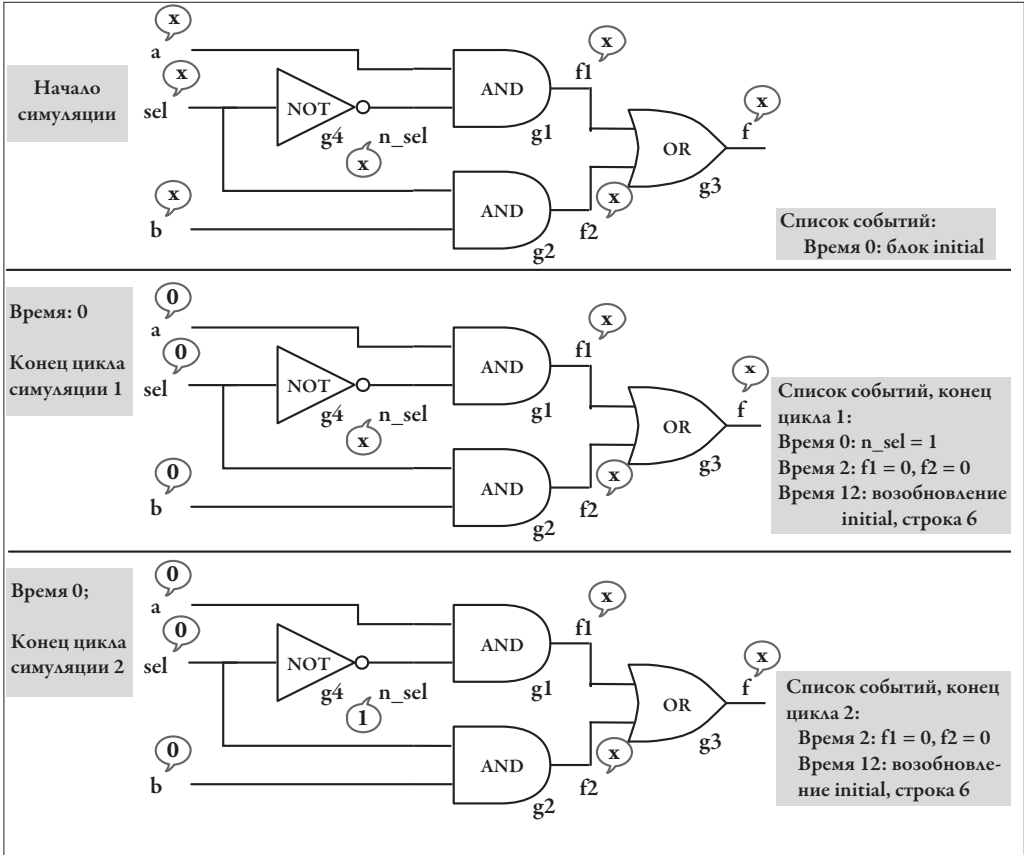 x
a
x
sel
Начало
симуляции
NOT
g4
n_sel
x
AND
g1
x
f1
x
b
AND
g2
x
f2
OR
g3
x
f
Список событий:
Время 0: блок initial
Время: 0
Конец цикла
симуляции 1
0
a
0
sel
NOT
g4
n_sel
x
AND
g1
x
f1
0
b
AND
g2
x
f2
OR
g3
x
f
Список событий, конец
цикла 1:
Время 0: n_sel = 1
Время 2: f1 = 0, f2 = 0
Время 12: возобновление
initial, строка 6
Время 0;
Конец цикла
симуляции 2
0
a
0
sel
NOT
g4
n_sel
1
AND
g1
x
f1
0
b
AND
g2
x
f2
OR
g3
x
f
Список событий, конец
цикла 2:
Время 2: f1 = 0, f2 = 0
Время 12: возобновле-
ние initial, строка 6